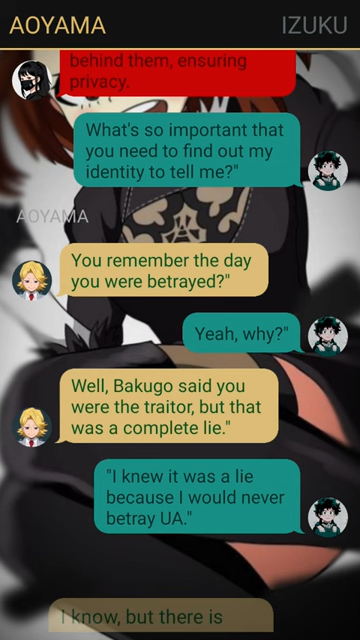 AOYAMA IZUKU
behind them, ensuring
privacy.
What's so important that
you need to find out my
identity to tell me?"
AOYAMA
You remember the day
you were betrayed?"
Yeah, why?"
Well, Bakugo said you
were the traitor, but that
was a complete lie."
"I knew it was a lie
because I would never
betray UA."
I know, but there is